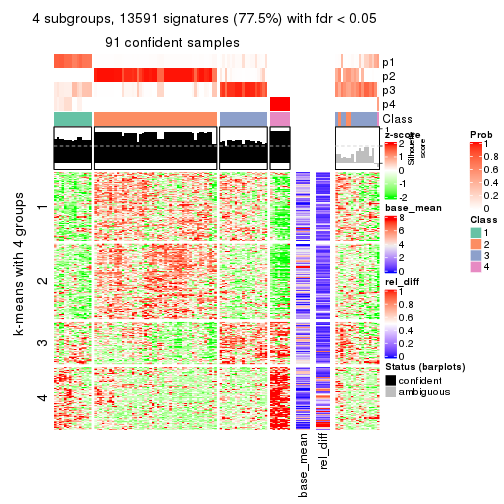 4 subgroups, 13591 signatures (77.5%) with fdr < 0.05
91 confident samples
p1
p2
p3
p4
Class
1
Silhouette
score
k-means with 4 groups
1
2
3
4
base_mean
rel_diff
z-score
2
1
0
-1
-2
base_mean
8
6
4
2
0
rel_diff
1
0.8
0.6
0.4
0.2
0
Status (barplots)
confident
ambiguous
Prob
1
0.8
0.6
0.4
0.2
0
Class
1
2
3
4